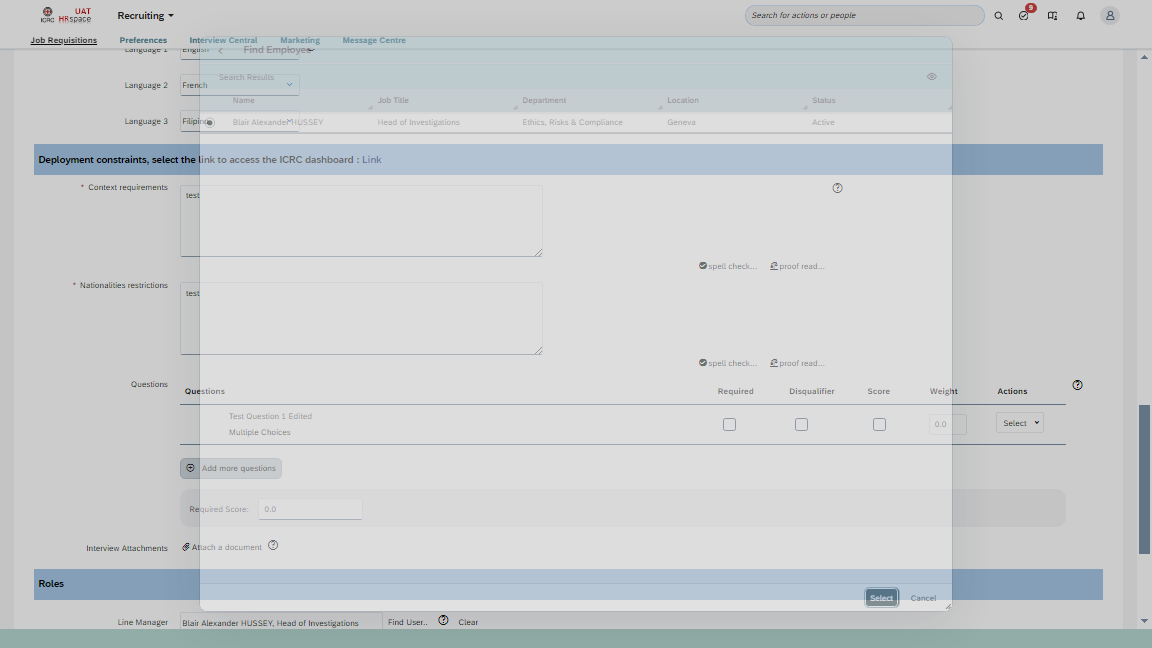 ICRC
UAT
HRspace
Recruiting
Search for actions or people
9
Job Requisitions
Preferences
Interview Central
Marketing
Message Centre
Language 1
English
Find Employee
Search Results
Language 2
French
Name
Job Title
Department
Location
Status
Language 3
Blair Alexander HUSSEY
Head of Investigations
Ethics, Risks & Compliance
Geneva
Active
Deployment constraints, select the link to access the ICRC dashboard : Link
* Context requirements
test
spell check...
proof read...
* Nationalities restrictions
test
spell check...
proof read...
Questions
Questions
Required
Disqualifier
Score
Weight
Actions
Test Question 1 Edited
Multiple Choices
0.0
Select
Add more questions
Required Score:
0.0
Interview Attachments
Attach a document
Roles
Select
Cancel
Line Manager
Blair Alexander HUSSEY, Head of Investigations
Find User..
Clear